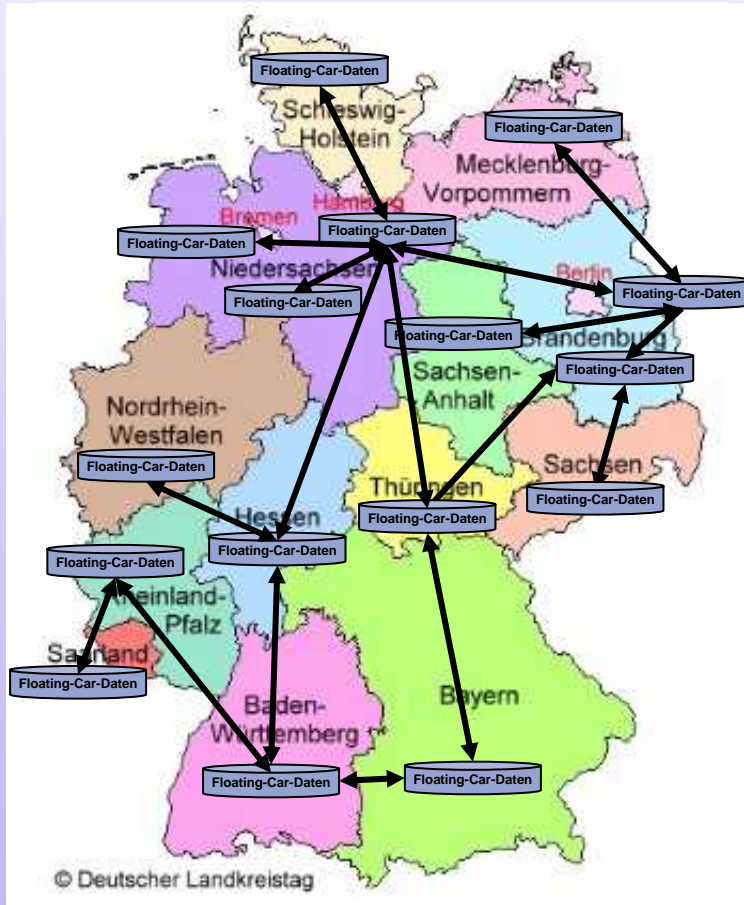 Floating-Car-Daten
Schleswig-
Holstein
Floating-Car-Daten
Mecklenburg-
Vorpommern
Hamburg
Bremen
Floating-Car-Daten
Floating-Car-Daten
Niedersachsen
Floating-Car-Daten
Berlin
Floating-Car-Daten
Floating-Car-Daten
Brandenburg
Floating-Car-Daten
Sachsen-
Anhalt
Nordrhein-
Westfalen
Floating-Car-Daten
Sachsen
Floating-Car-Daten
Thüringen
Floating-Car-Daten
Hessen
Floating-Car-Daten
Floating-Car-Daten
Rheinland-
Pfalz
Saarland
Floating-Car-Daten
Baden-
Württemberg
Bayern
Floating-Car-Daten
Floating-Car-Daten
© Deutscher Landkreistag